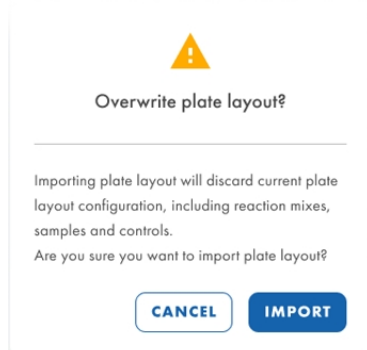 Overwrite plate layout?
Importing plate layout will discard current plate
layout configuration, including reaction mixes,
samples and controls.
Are you sure you want to import plate layout?
CANCEL
IMPORT